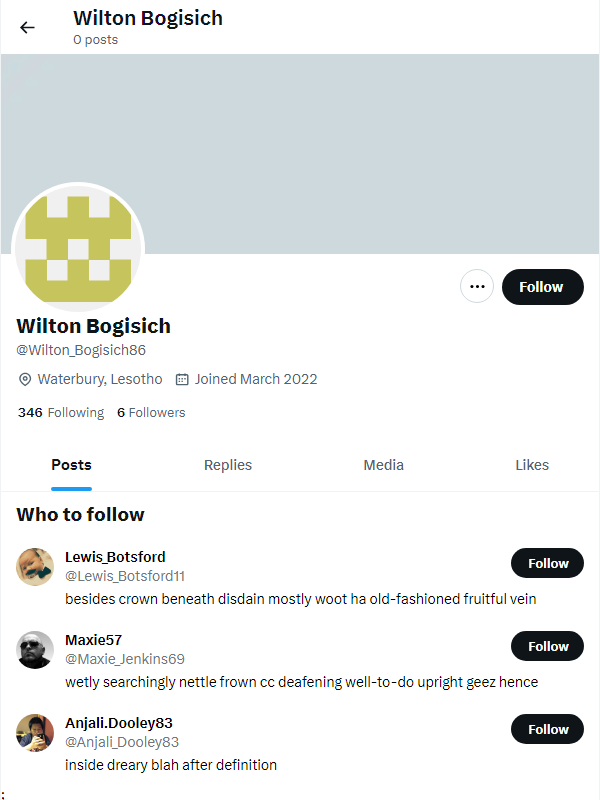 Wilton Bogisich
0 posts
Follow
Wilton Bogisich
@Wilton_Bogisich86
Waterbury, Lesotho Joined March 2022
346 Following 6 Followers
Posts Replies Media Likes
Who to follow
Lewis_Botsford
@Lewis_Botsford11
Follow
besides crown beneath disdain mostly woot ha old-fashioned fruitful vein
Maxie57
@Maxie_Jenkins69
Follow
wetly searchingly nettle frown cc deafening well-to-do upright geez hence
Anjali.Dooley83
@Anjali_Dooley83
Follow
inside dreary blah after definition
;